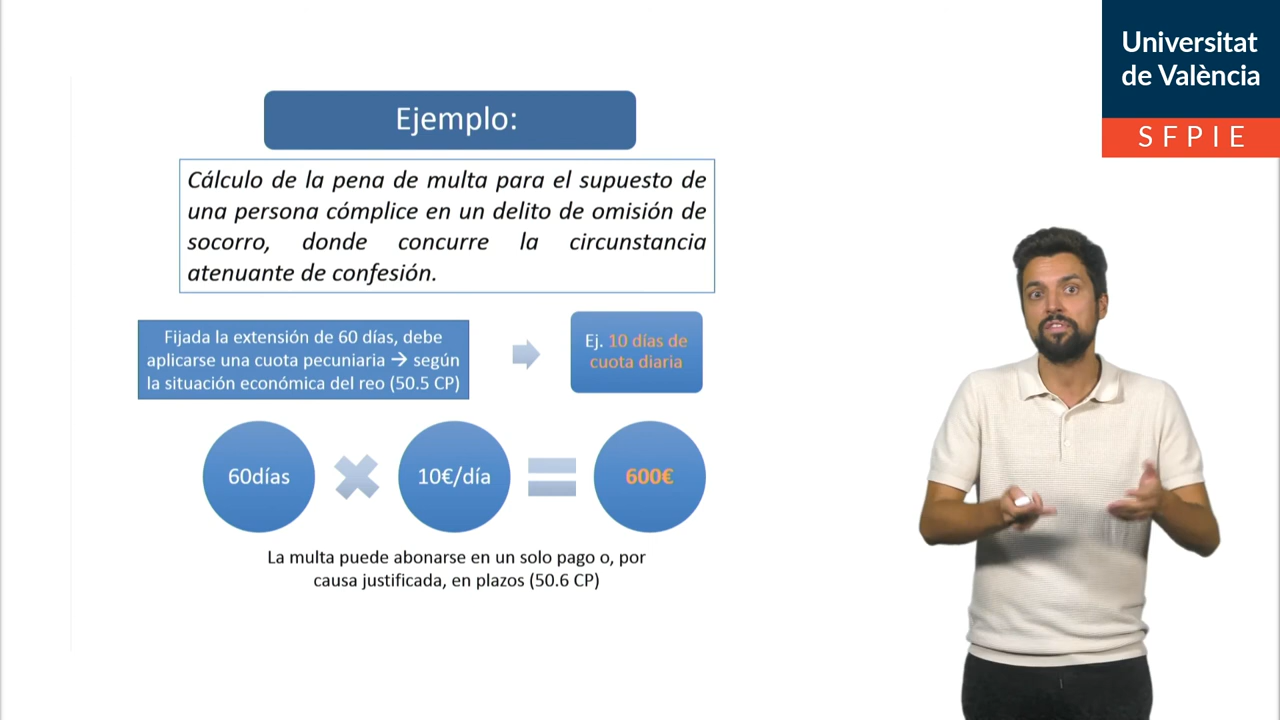 Universitat
de València
SFPIE
Ejemplo:
Cálculo de la pena de multa para el supuesto de
una persona cómplice en un delito de omisión de
socorro, donde concurre la circunstancia
atenuante de confesión.
Fijada la extensión de 60 días, debe
aplicarse una cuota pecuniaria → según
la situación económica del reo (50.5 CP)
Ej. 10 días de
cuota diaria
60días
10€/día
600€
La multa puede abonarse en un solo pago o, por
causa justificada, en plazos (50.6 CP)